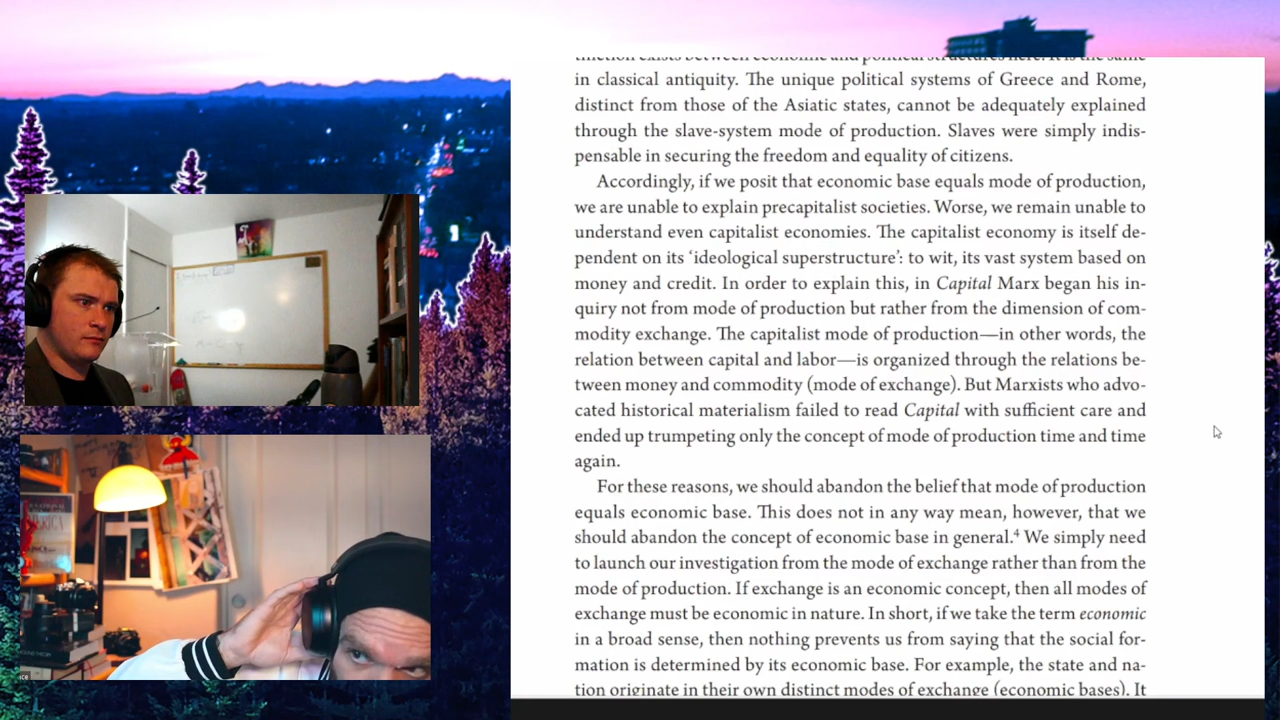 in classical antiquity. The unique political systems of Greece and Rome,
distinct from those of the Asiatic states, cannot be adequately explained
through the slave-system mode of production. Slaves were simply indis-
pensable in securing the freedom and equality of citizens.
Accordingly, if we posit that economic base equals mode of production,
we are unable to explain precapitalist societies. Worse, we remain unable to
understand even capitalist economies. The capitalist economy is itself de-
pendent on its ‘ideological superstructure’: to wit, its vast system based on
money and credit. In order to explain this, in Capital Marx began his in-
quiry not from mode of production but rather from the dimension of com-
modity exchange. The capitalist mode of production—in other words, the
relation between capital and labor—is organized through the relations be-
tween money and commodity (mode of exchange). But Marxists who advo-
cated historical materialism failed to read Capital with sufficient care and
ended up trumpeting only the concept of mode of production time and time
again.
For these reasons, we should abandon the belief that mode of production
equals economic base. This does not in any way mean, however, that we
should abandon the concept of economic base in general.⁴ We simply need
to launch our investigation from the mode of exchange rather than from the
mode of production. If exchange is an economic concept, then all modes of
exchange must be economic in nature. In short, if we take the term economic
in a broad sense, then nothing prevents us from saying that the social for-
mation is determined by its economic base. For example, the state and na-
tion originate in their own distinct modes of exchange (economic bases). It